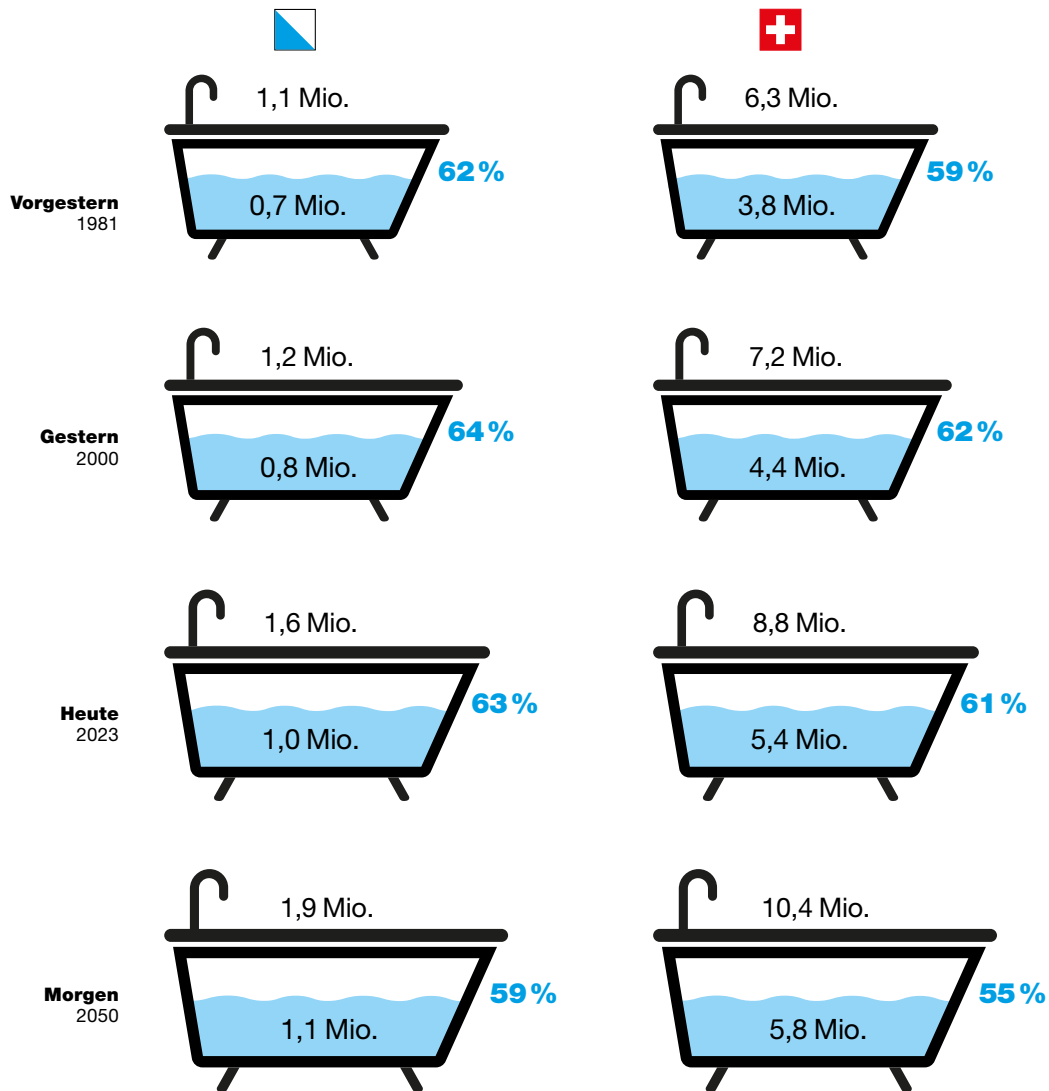 1,1 Mio.
6,3 Mio.
62 %
59 %
Vorgestern
1981
0,7 Mio.
3,8 Mio.
1,2 Mio.
7,2 Mio.
64 %
62 %
Gestern
2000
0,8 Mio.
4,4 Mio.
1,6 Mio.
8,8 Mio.
63 %
61 %
Heute
2023
1,0 Mio.
5,4 Mio.
1,9 Mio.
10,4 Mio.
59 %
55 %
Morgen
2050
1,1 Mio.
5,8 Mio.